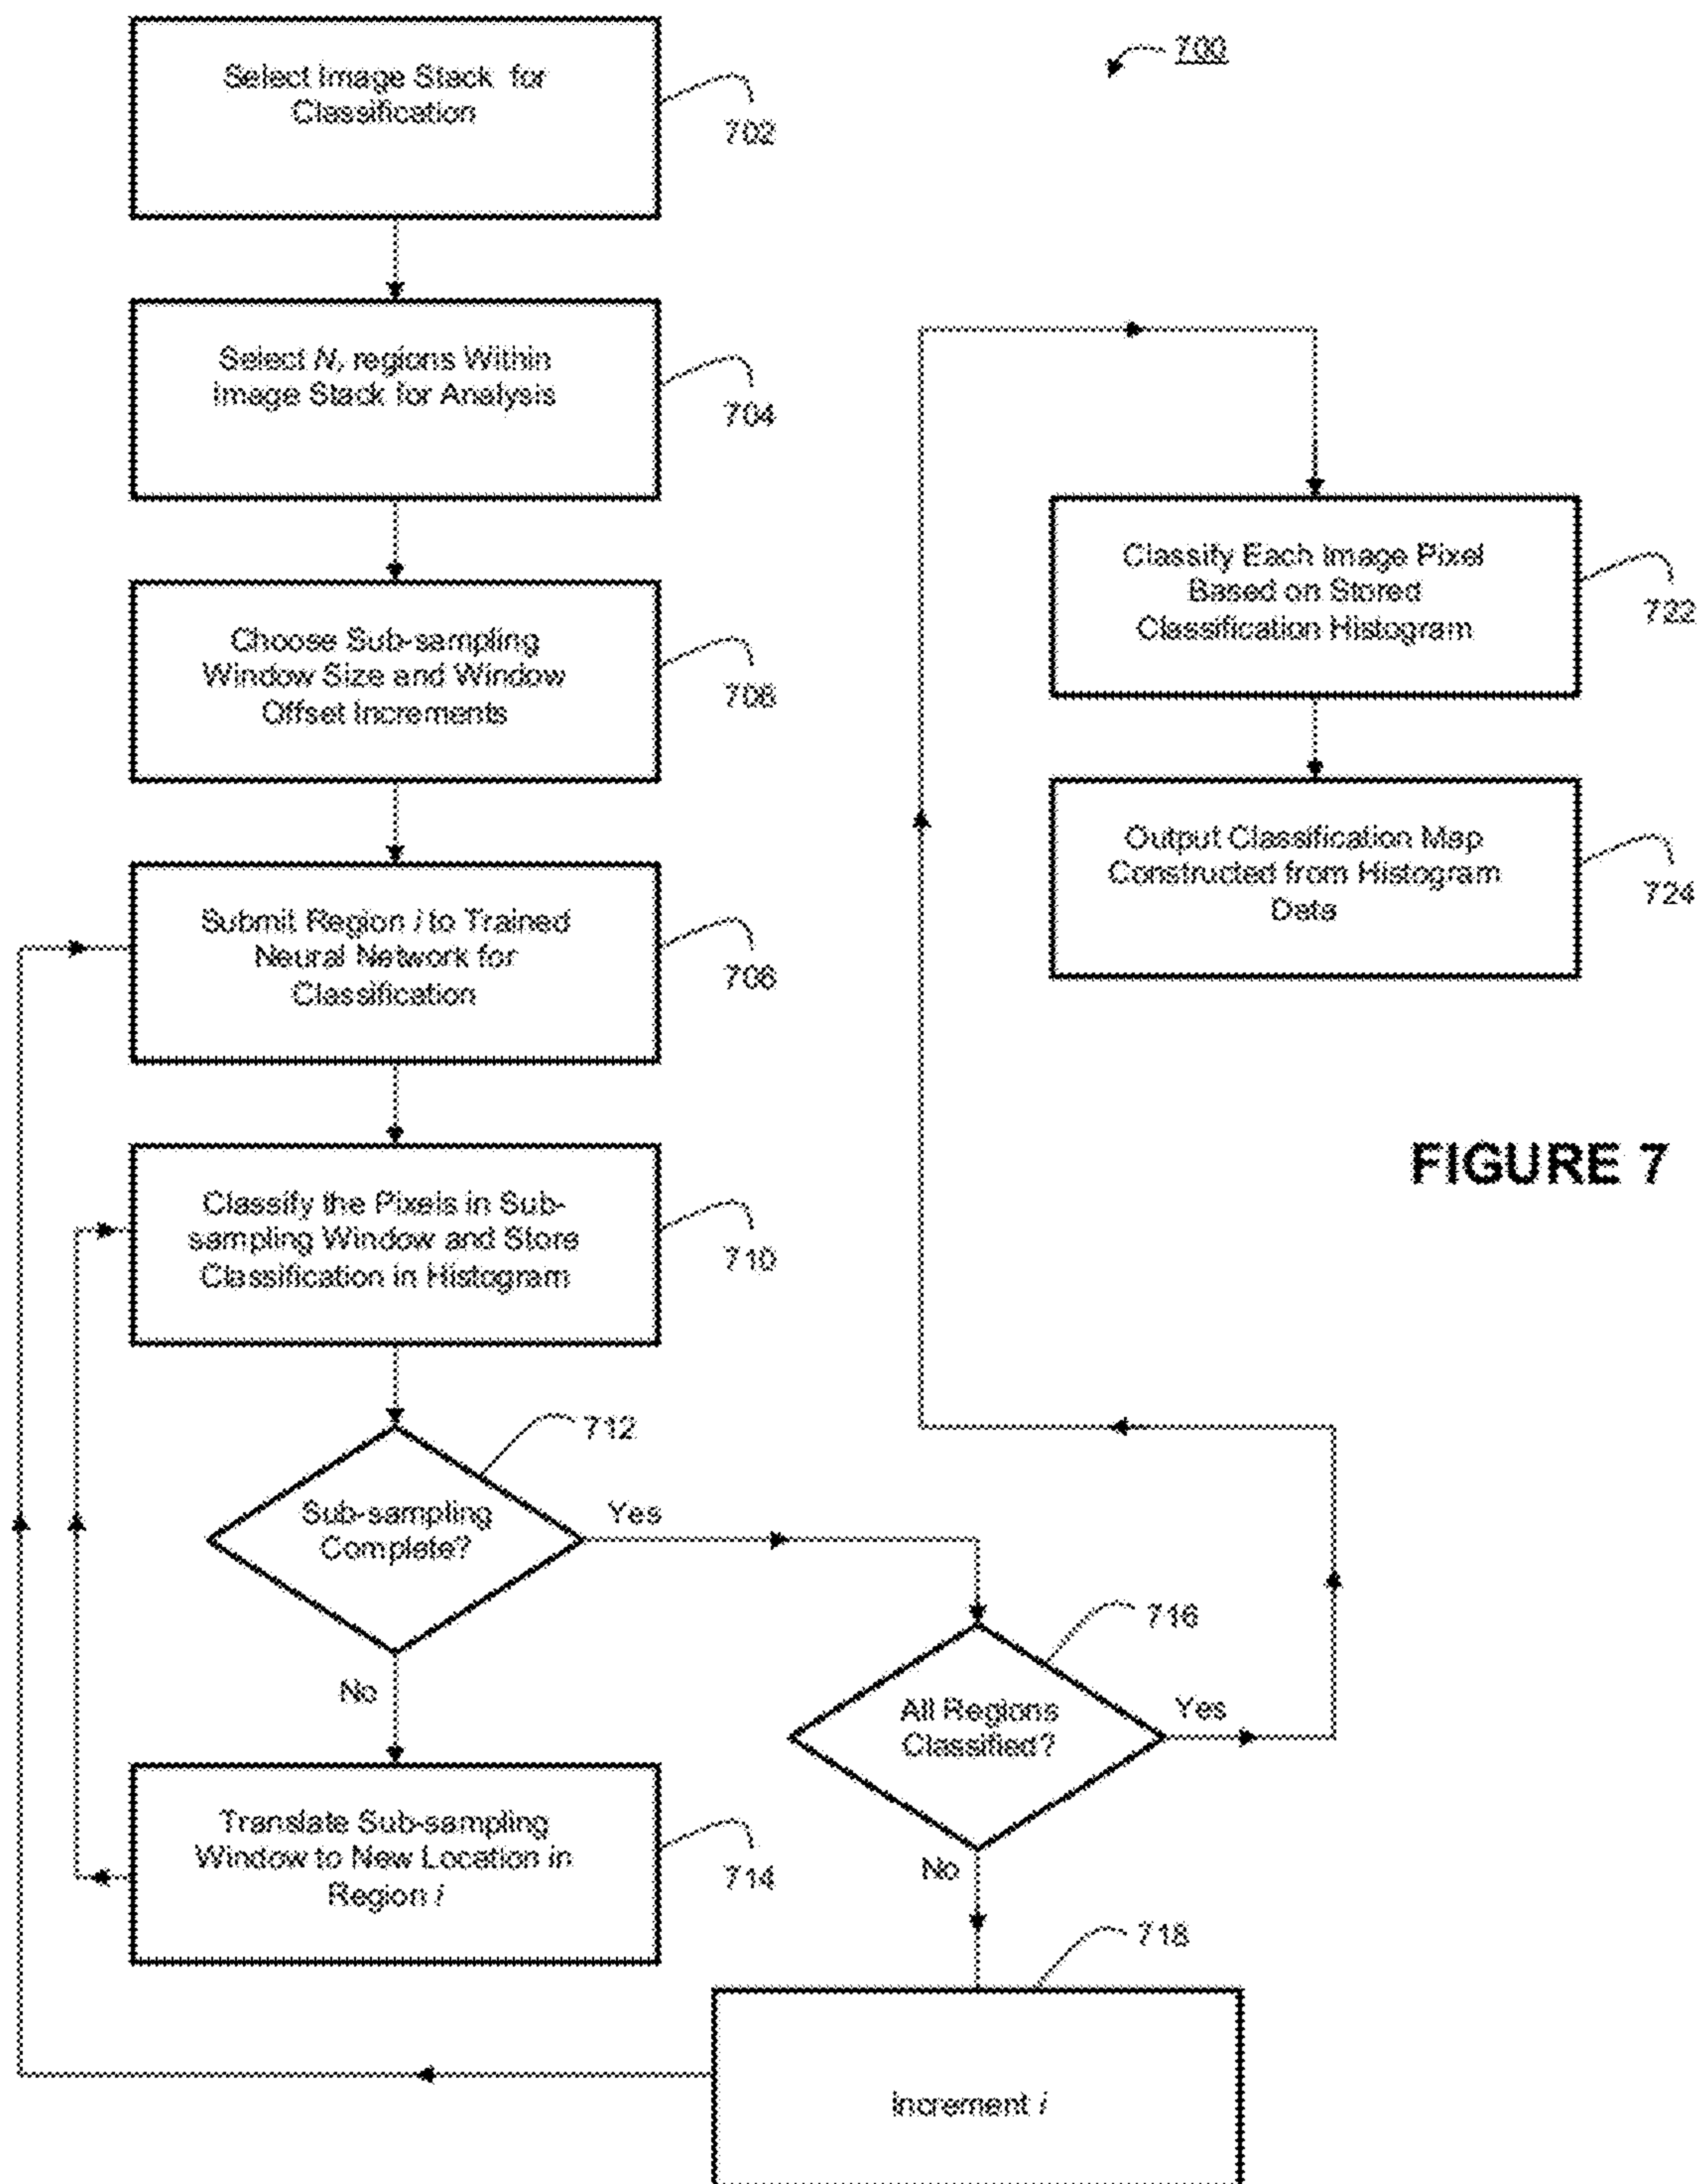 700
Select Image Stack for
Classification
702
Select Nr regions Within
Image Stack for Analysis
704
Choose Sub-sampling
Window Size and Window
Offset Increments
Submit Region i to Trained
Neural Network for
Classification
Classify the Pixels in Sub-
sampling Window and Store
Classification in Histogram
710
712
Sub-sampling
Complete?
Yes
No
Translate Sub-sampling
Window to New Location in
Region i
714
716
All Regions
Classified?
Yes
No
718
Increment i
Classify Each Image Pixel
Based on Stored
Classification Histogram
722
Output Classification Map
Constructed from Histogram
Data
724
FIGURE 7